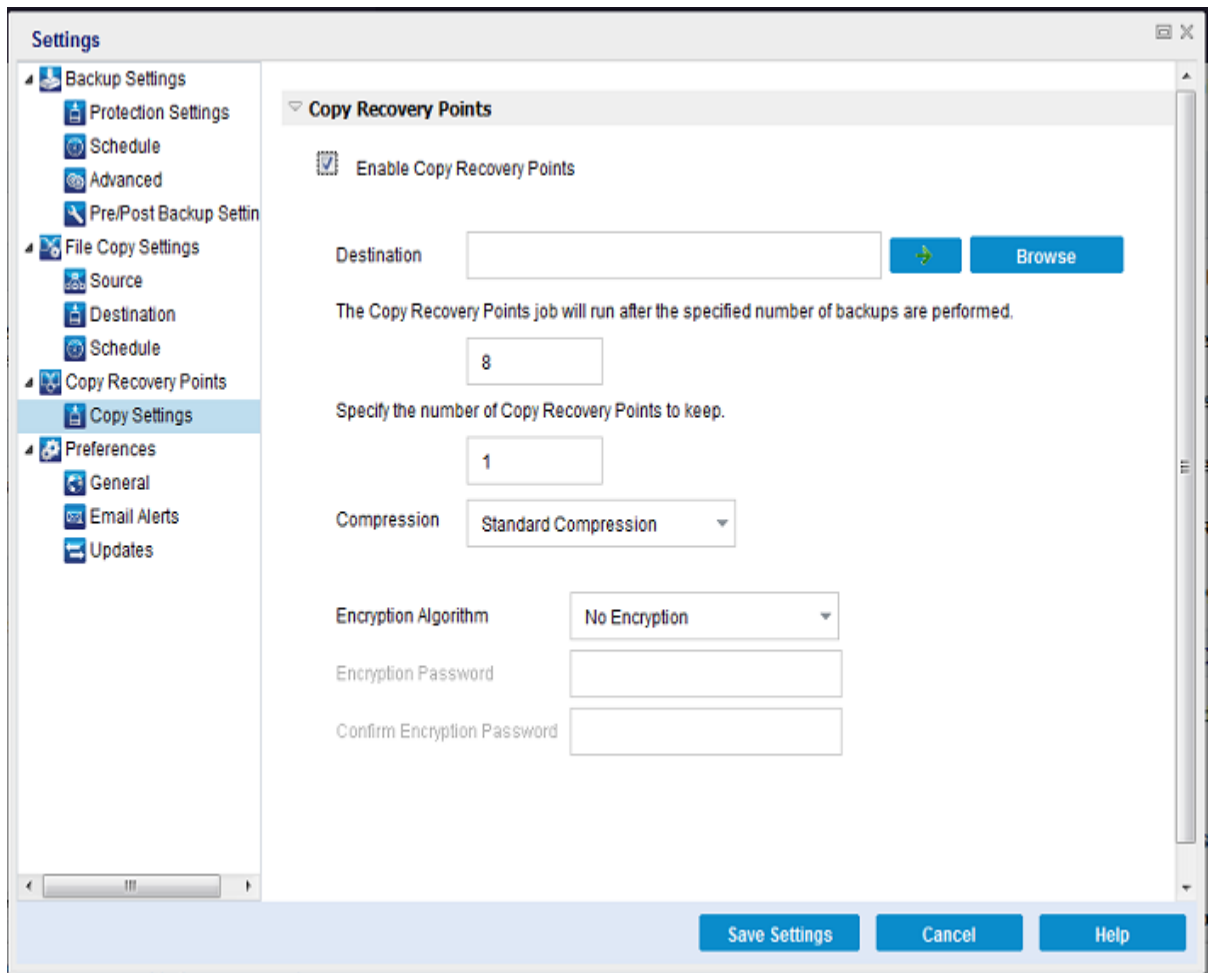 Settings
Backup Settings
Protection Settings
Schedule
Advanced
Pre/Post Backup Settin
File Copy Settings
Source
Destination
Schedule
Copy Recovery Points
Copy Settings
Preferences
General
Email Alerts
Updates
Copy Recovery Points
Enable Copy Recovery Points
Destination
Browse
The Copy Recovery Points job will run after the specified number of backups are performed.
8
Specify the number of Copy Recovery Points to keep.
1
Compression Standard Compression
Encryption Algorithm No Encryption
Encryption Password
Confirm Encryption Password
Save Settings Cancel Help